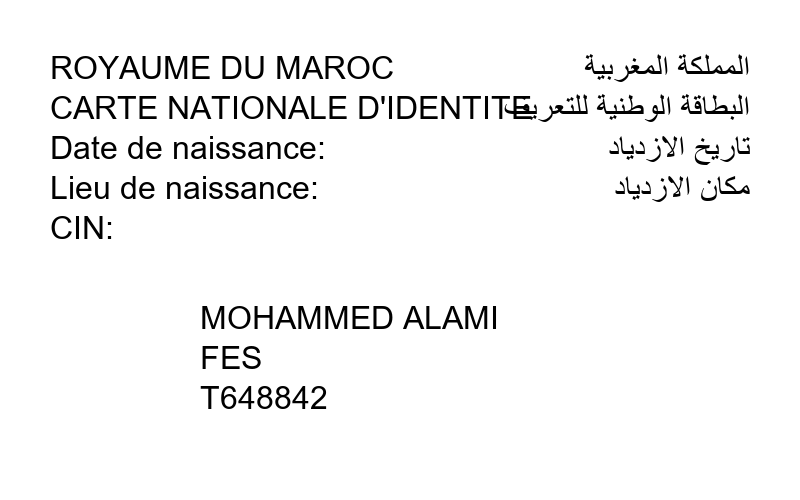 ROYAUME DU MAROC المملكة المغربية
CARTE NATIONALE D'IDENTITE البطاقة الوطنية للتعريف
Date de naissance: تاريخ الازدياد
Lieu de naissance: مكان الازدياد
CIN:
MOHAMMED ALAMI
FES
T648842